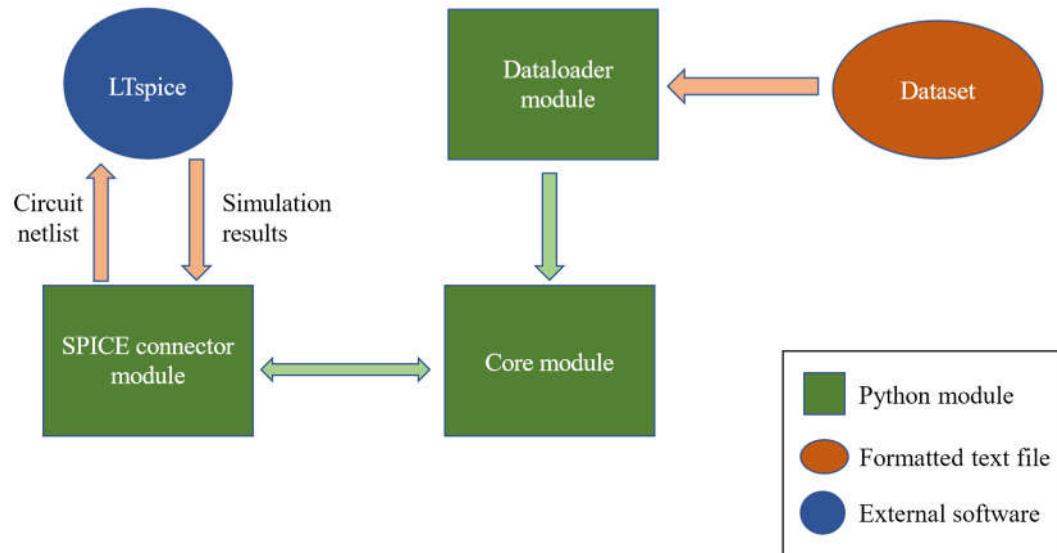 LTspice
Dataloader
module
Dataset
Circuit
netlist
Simulation
results
SPICE connector
module
Core module
Python module
Formatted text file
External software